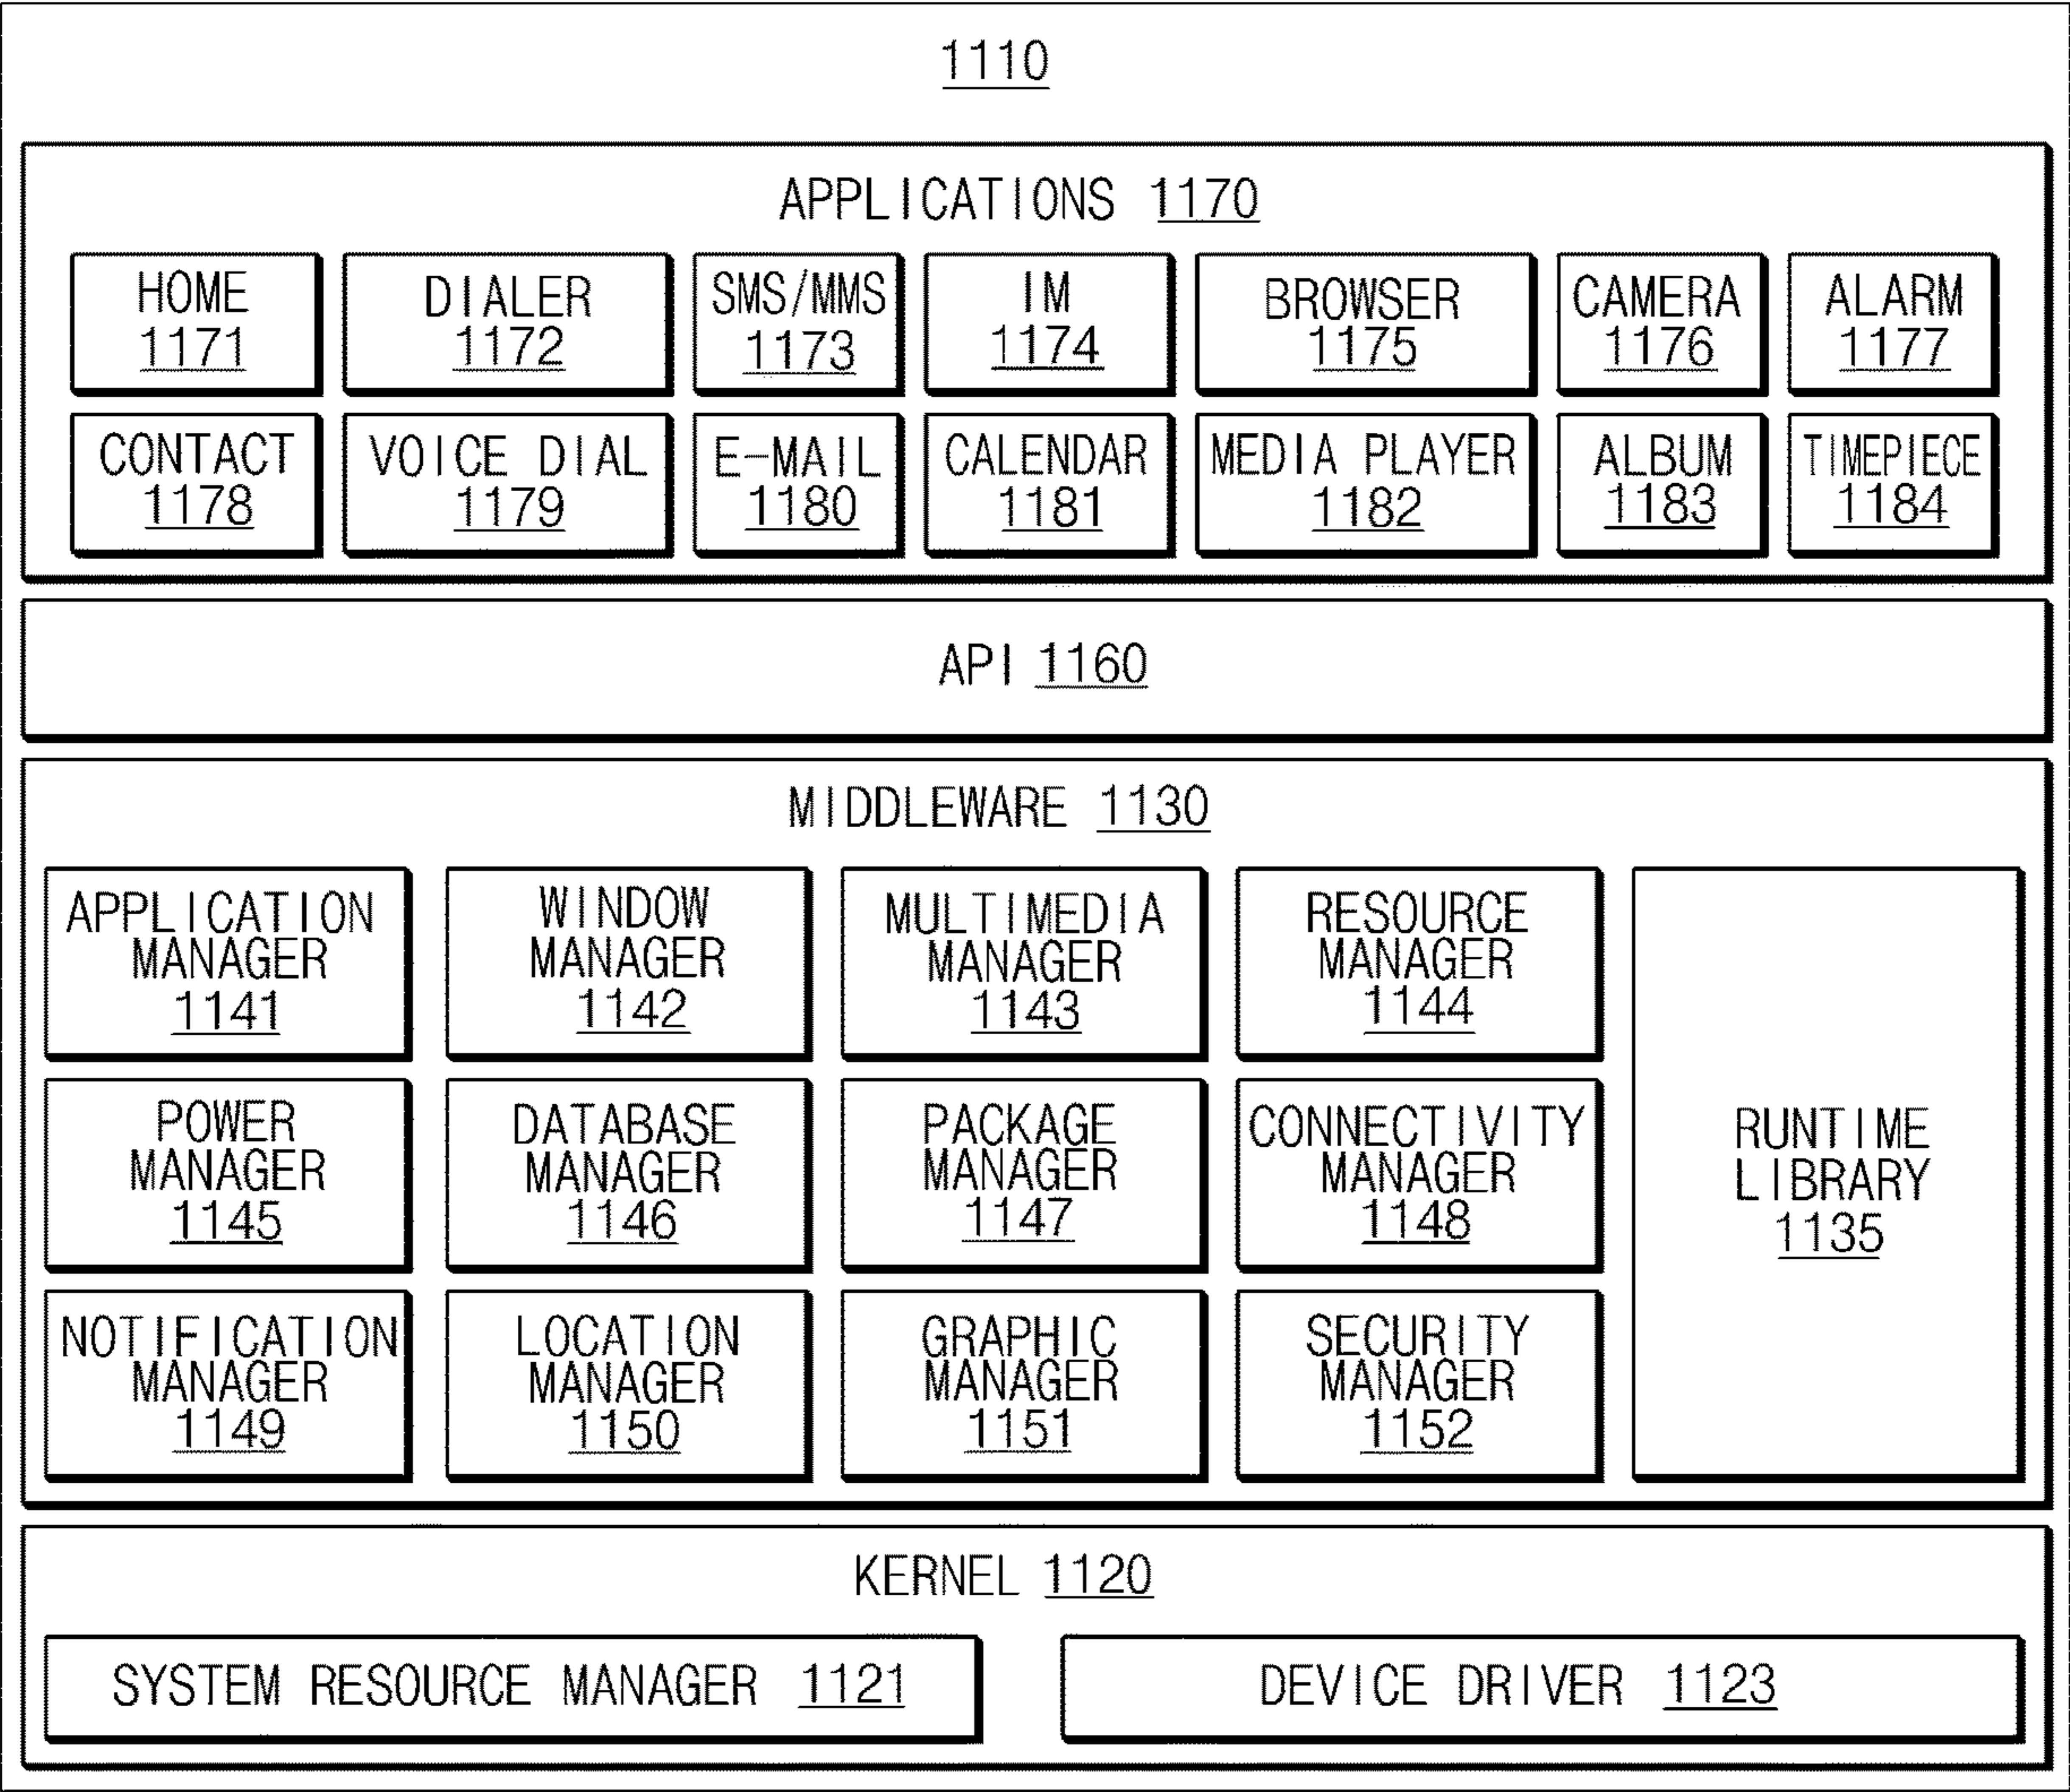 1110
APPLICATIONS 1170
HOME
1171
DIALER
1172
SMS/MMS
1173
IM
1174
BROWSER
1175
CAMERA
1176
ALARM
1177
CONTACT
1178
VOICE DIAL
1179
E-MAIL
1180
CALENDAR
1181
MEDIA PLAYER
1182
ALBUM
1183
TIMEPIECE
1184
API 1160
MIDDLEWARE 1130
APPLICATION
MANAGER
1141
WINDOW
MANAGER
1142
MULTIMEDIA
MANAGER
1143
RESOURCE
MANAGER
1144
POWER
MANAGER
1145
DATABASE
MANAGER
1146
PACKAGE
MANAGER
1147
CONNECTIVITY
MANAGER
1148
RUNTIME
LIBRARY
1135
NOTIFICATION
MANAGER
1149
LOCATION
MANAGER
1150
GRAPHIC
MANAGER
1151
SECURITY
MANAGER
1152
KERNEL 1120
SYSTEM RESOURCE MANAGER 1121
DEVICE DRIVER 1123